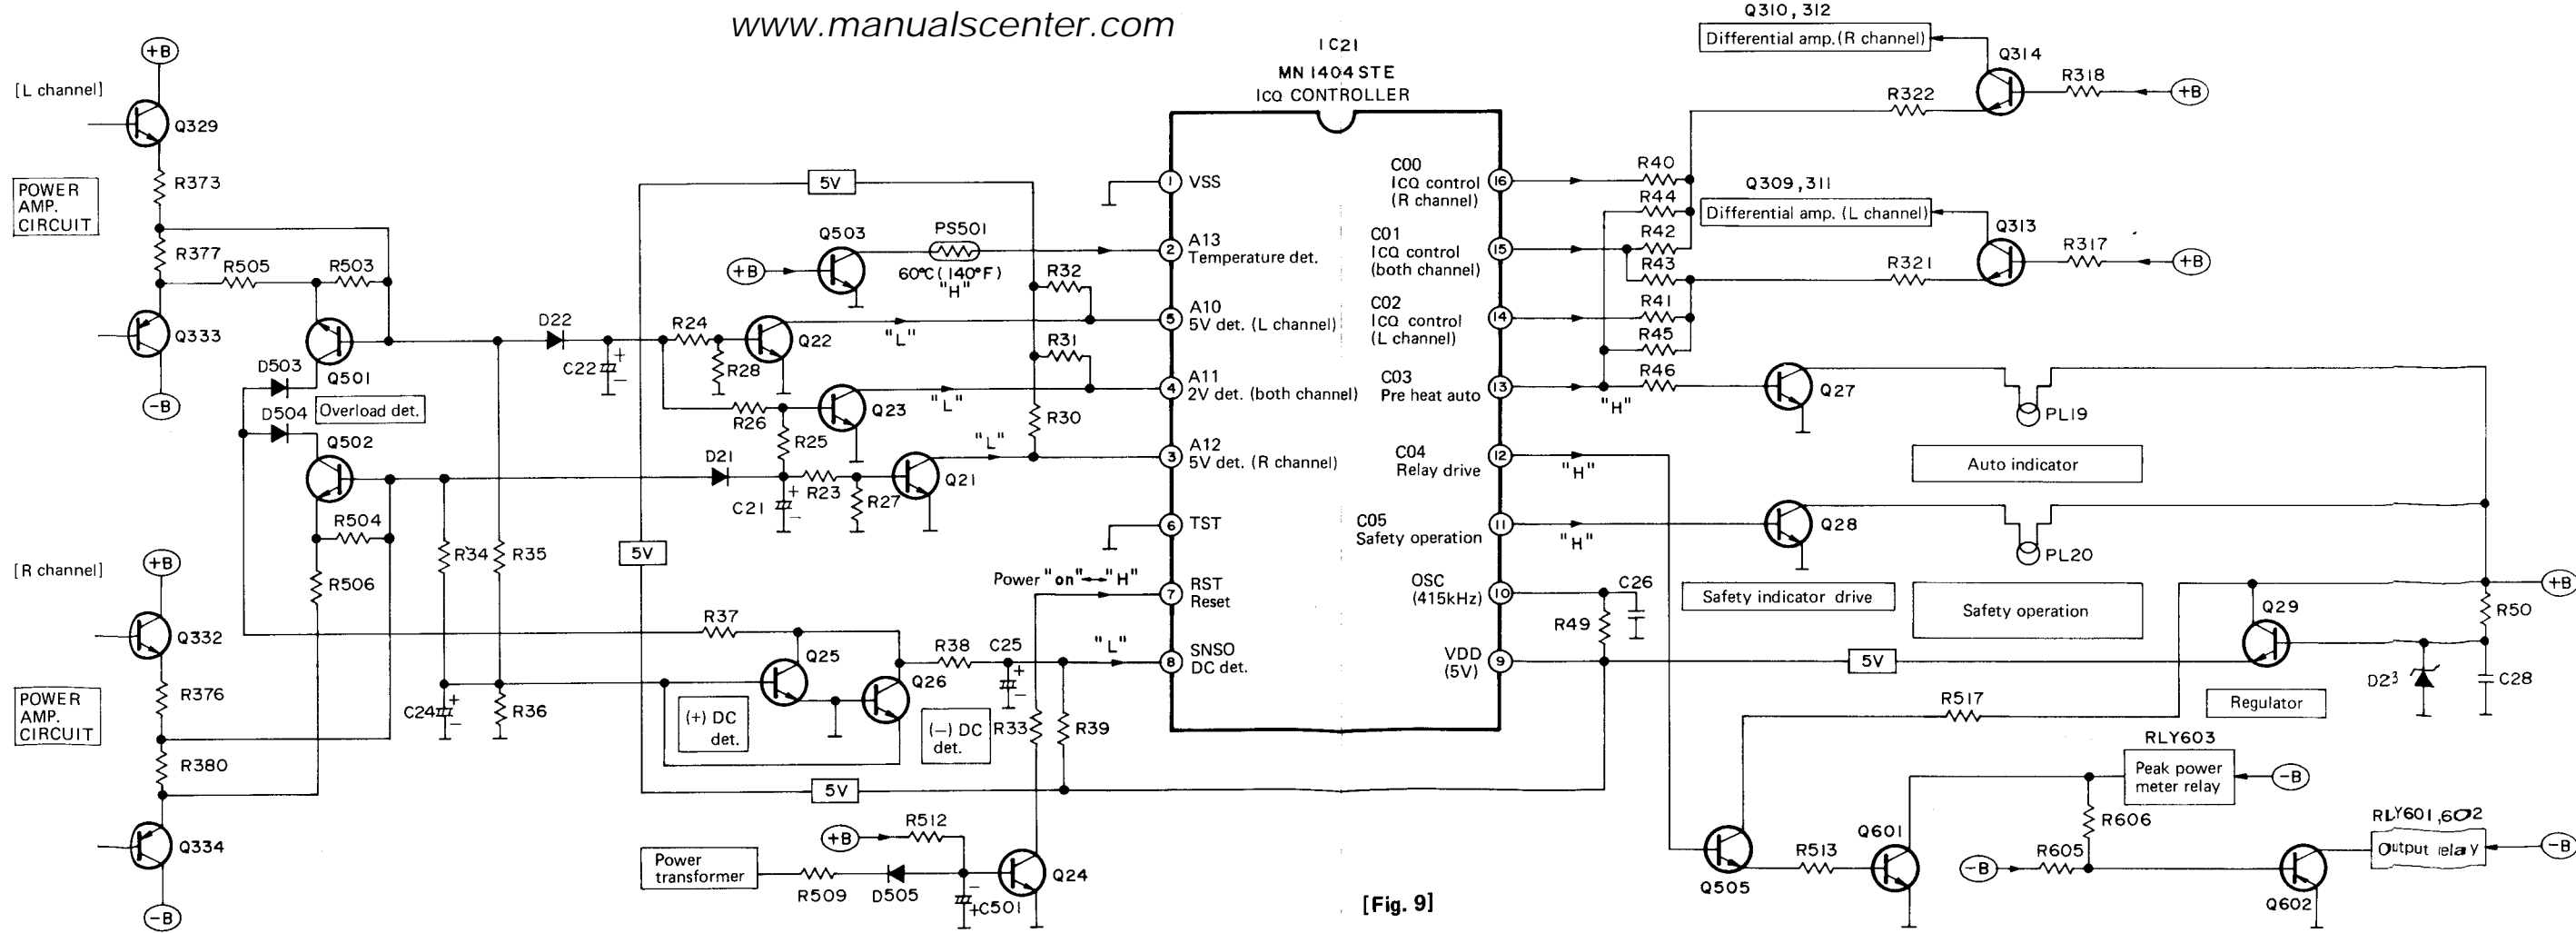 www.manualscenter.com
IC21
MN1404STE
ICQ CONTROLLER
[L channel]
+B
Q329
R373
POWER
AMP.
CIRCUIT
R377
R505
R503
Q333
-B
D503
Q501
D504
Overload det.
Q502
R504
[R channel]
+B
R506
Q332
R376
POWER
AMP.
CIRCUIT
R380
Q334
-B
R34
R35
C24
R36
D22
C22
R24
R28
Q22
"L"
R26
R25
Q23
"L"
D21
C21
R23
R27
Q21
"L"
5V
5V
5V
Q503
+B
PS501
60°C (140°F)
"H"
R32
R31
R30
R37
Q25
Q26
(+) DC
det.
(-) DC
det.
R38
C25
"L"
R33
R39
Power "on" ↔ "H"
+B
R512
Power
transformer
R509
D505
C501
Q24
1
VSS
2
A13
Temperature det.
5
A10
5V det. (L channel)
4
A11
2V det. (both channel)
3
A12
5V det. (R channel)
6
TST
7
RST
Reset
8
SNSO
DC det.
C00
ICQ control
(R channel)
16
C01
ICQ control
(both channel)
15
C02
ICQ control
(L channel)
14
C03
Pre heat auto
13
C04
Relay drive
12
C05
Safety operation
11
OSC
(415kHz)
10
VDD
(5V)
9
Q310, 312
Differential amp. (R channel)
Q314
R318
+B
R322
R40
R44
R42
R43
R41
R45
R46
Q309, 311
Differential amp. (L channel)
Q313
R317
+B
R321
"H"
Q27
PL19
Auto indicator
"H"
"H"
Q28
PL20
Safety indicator drive
Safety operation
C26
R49
5V
Q29
+B
R50
D23
C28
Regulator
R517
RLY603
Peak power
meter relay
-B
R606
RLY601,602
Output relay
-B
Q505
R513
Q601
-B
R605
Q602
[Fig. 9]